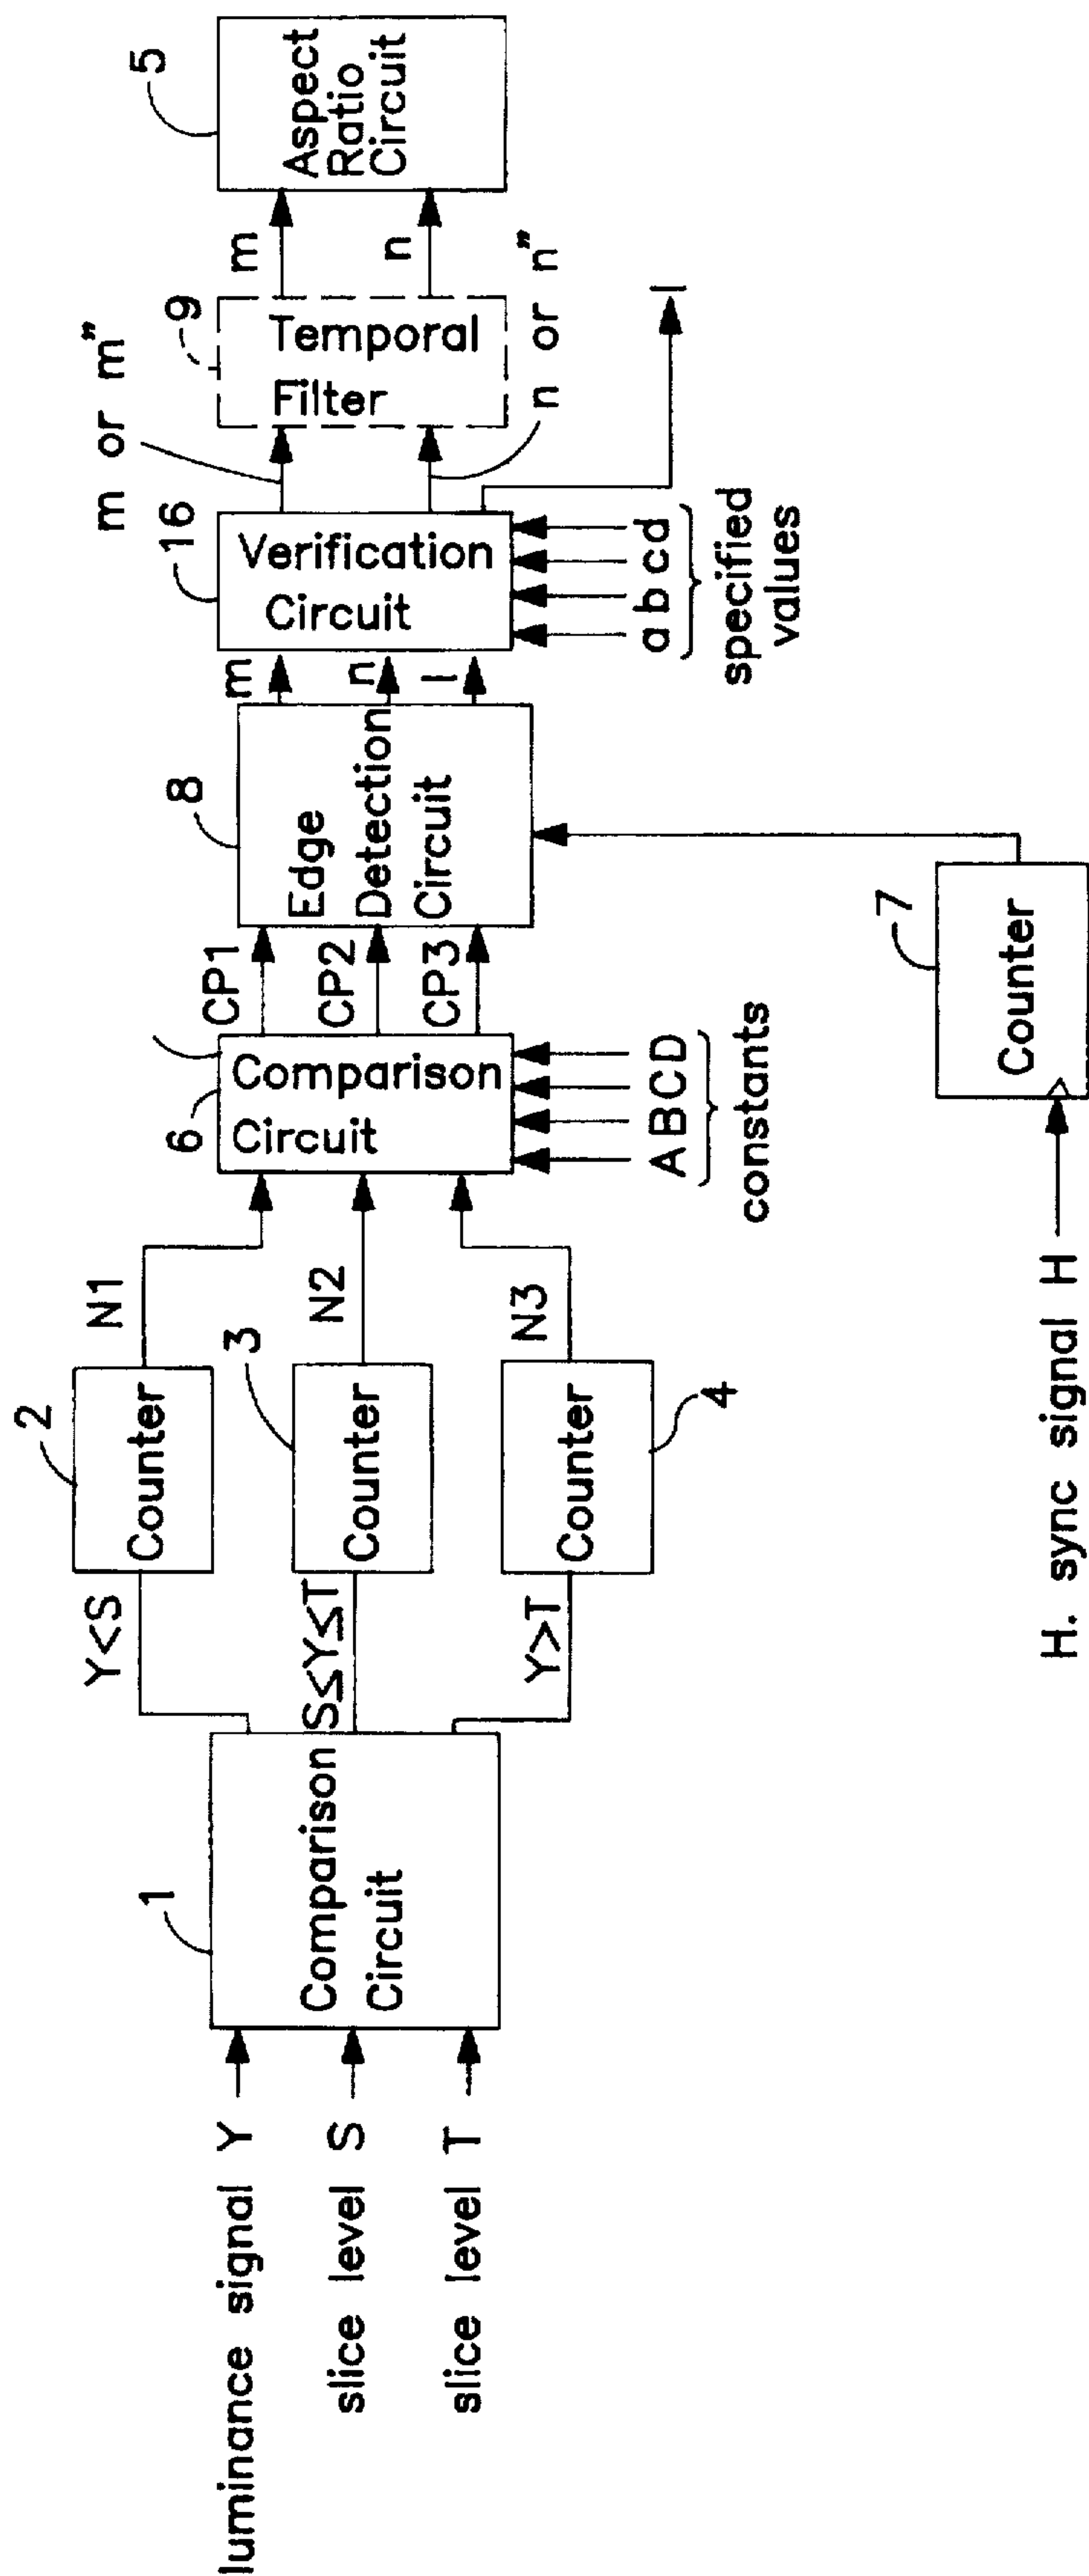 luminance signal Y
slice level S
slice level T
1
Comparison
Circuit
Y<S
S≤Y≤T
Y>T
2
Counter
3
Counter
4
Counter
N1
N2
N3
6
Comparison
Circuit
A B C D
constants
CP1
CP2
CP3
8
Edge
Detection
Circuit
H. sync signal H
7
Counter
m
n
l
16
Verification
Circuit
a b c d
specified
values
m or m"
n or n"
l
9
Temporal
Filter
m
n
5
Aspect
Ratio
Circuit